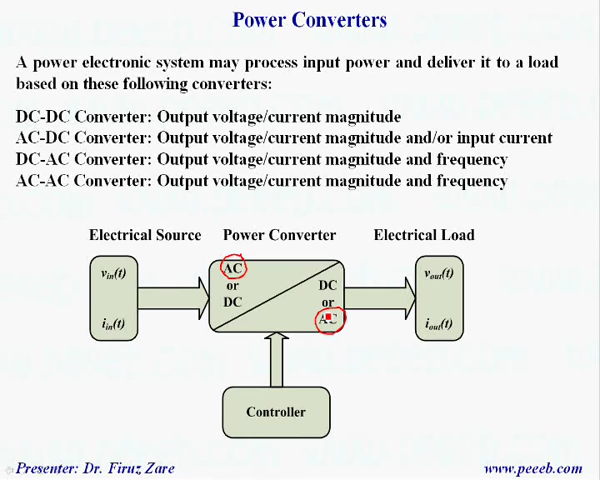 Power Converters
A power electronic system may process input power and deliver it to a load
based on these following converters:
DC-DC Converter: Output voltage/current magnitude
AC-DC Converter: Output voltage/current magnitude and/or input current
DC-AC Converter: Output voltage/current magnitude and frequency
AC-AC Converter: Output voltage/current magnitude and frequency
Electrical Source Power Converter Electrical Load
vin(t)
iin(t)
AC
or
DC
DC
or
AC
vout(t)
iout(t)
Controller
Presenter: Dr. Firuz Zare www.peeeb.com